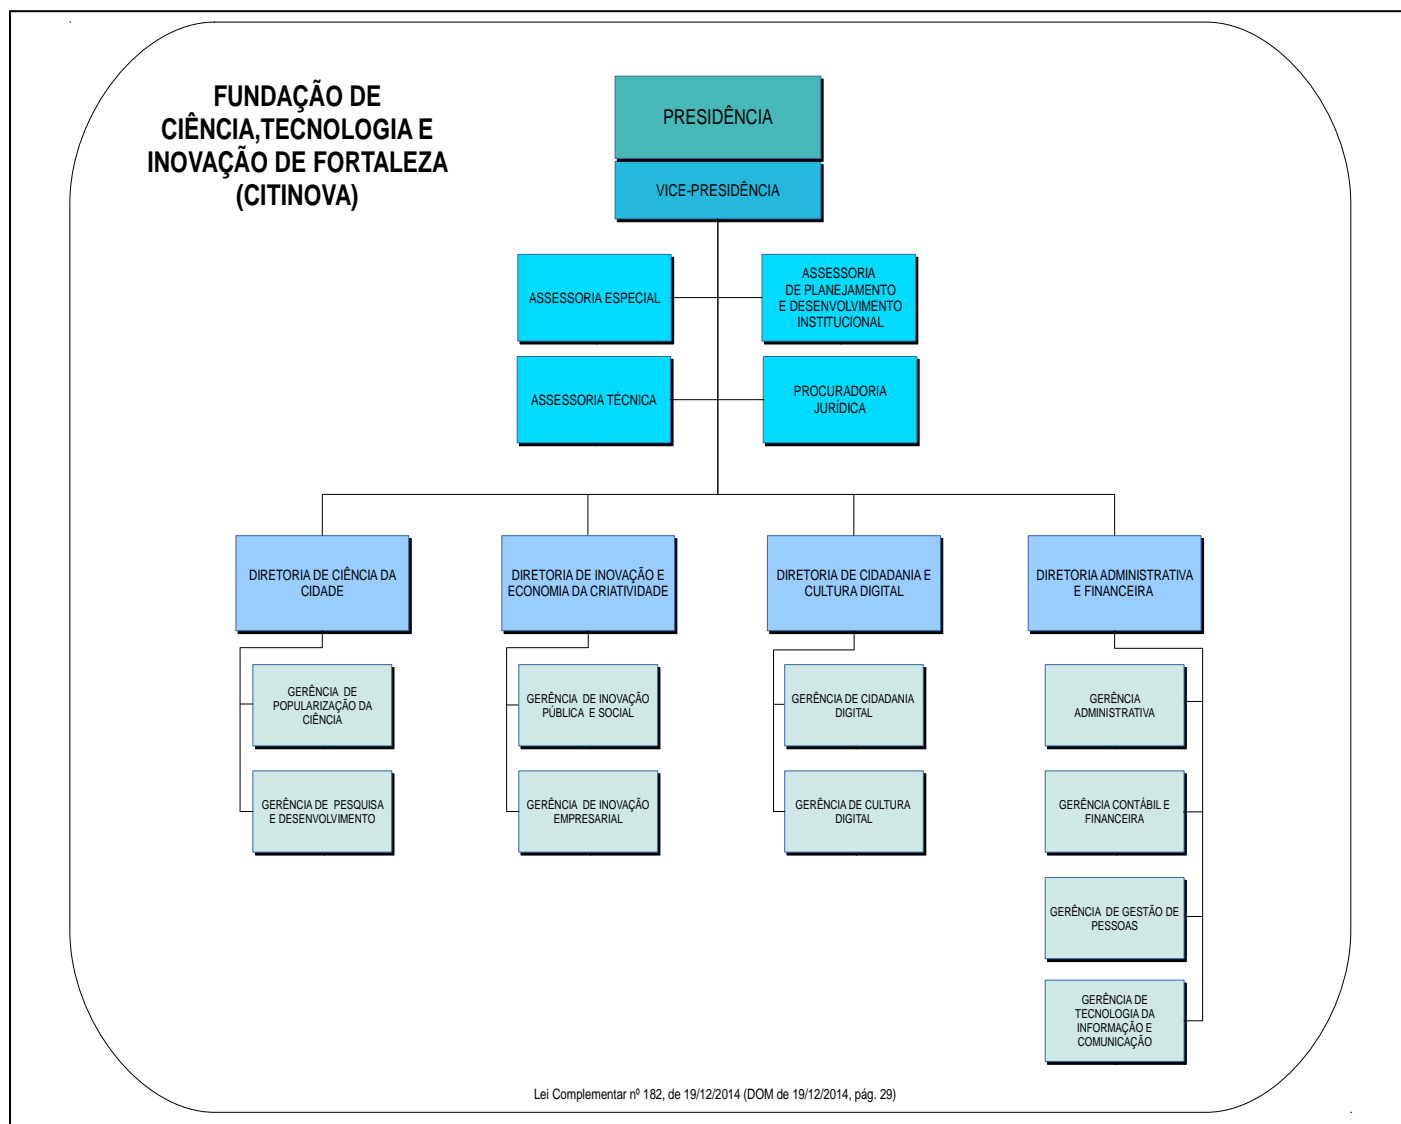 FUNDAÇÃO DE
CIÊNCIA,TECNOLOGIA E
INOVAÇÃO DE FORTALEZA
(CITINOVA)
PRESIDÊNCIA
VICE-PRESIDÊNCIA
ASSESSORIA ESPECIAL
ASSESSORIA
DE PLANEJAMENTO
E DESENVOLVIMENTO
INSTITUCIONAL
ASSESSORIA TÉCNICA
PROCURADORIA
JURÍDICA
DIRETORIA DE CIÊNCIA DA
CIDADE
DIRETORIA DE INOVAÇÃO E
ECONOMIA DA CRIATIVIDADE
DIRETORIA DE CIDADANIA E
CULTURA DIGITAL
DIRETORIA ADMINISTRATIVA
E FINANCEIRA
GERÊNCIA DE
POPULARIZAÇÃO DA
CIÊNCIA
GERÊNCIA DE INOVAÇÃO
PÚBLICA E SOCIAL
GERÊNCIA DE CIDADANIA
DIGITAL
GERÊNCIA
ADMINISTRATIVA
GERÊNCIA DE PESQUISA
E DESENVOLVIMENTO
GERÊNCIA DE INOVAÇÃO
EMPRESARIAL
GERÊNCIA DE CULTURA
DIGITAL
GERÊNCIA CONTÁBIL E
FINANCEIRA
GERÊNCIA DE GESTÃO DE
PESSOAS
GERÊNCIA DE
TECNOLOGIA DA
INFORMAÇÃO E
COMUNICAÇÃO
Lei Complementar nº 182, de 19/12/2014 (DOM de 19/12/2014, pág. 29)